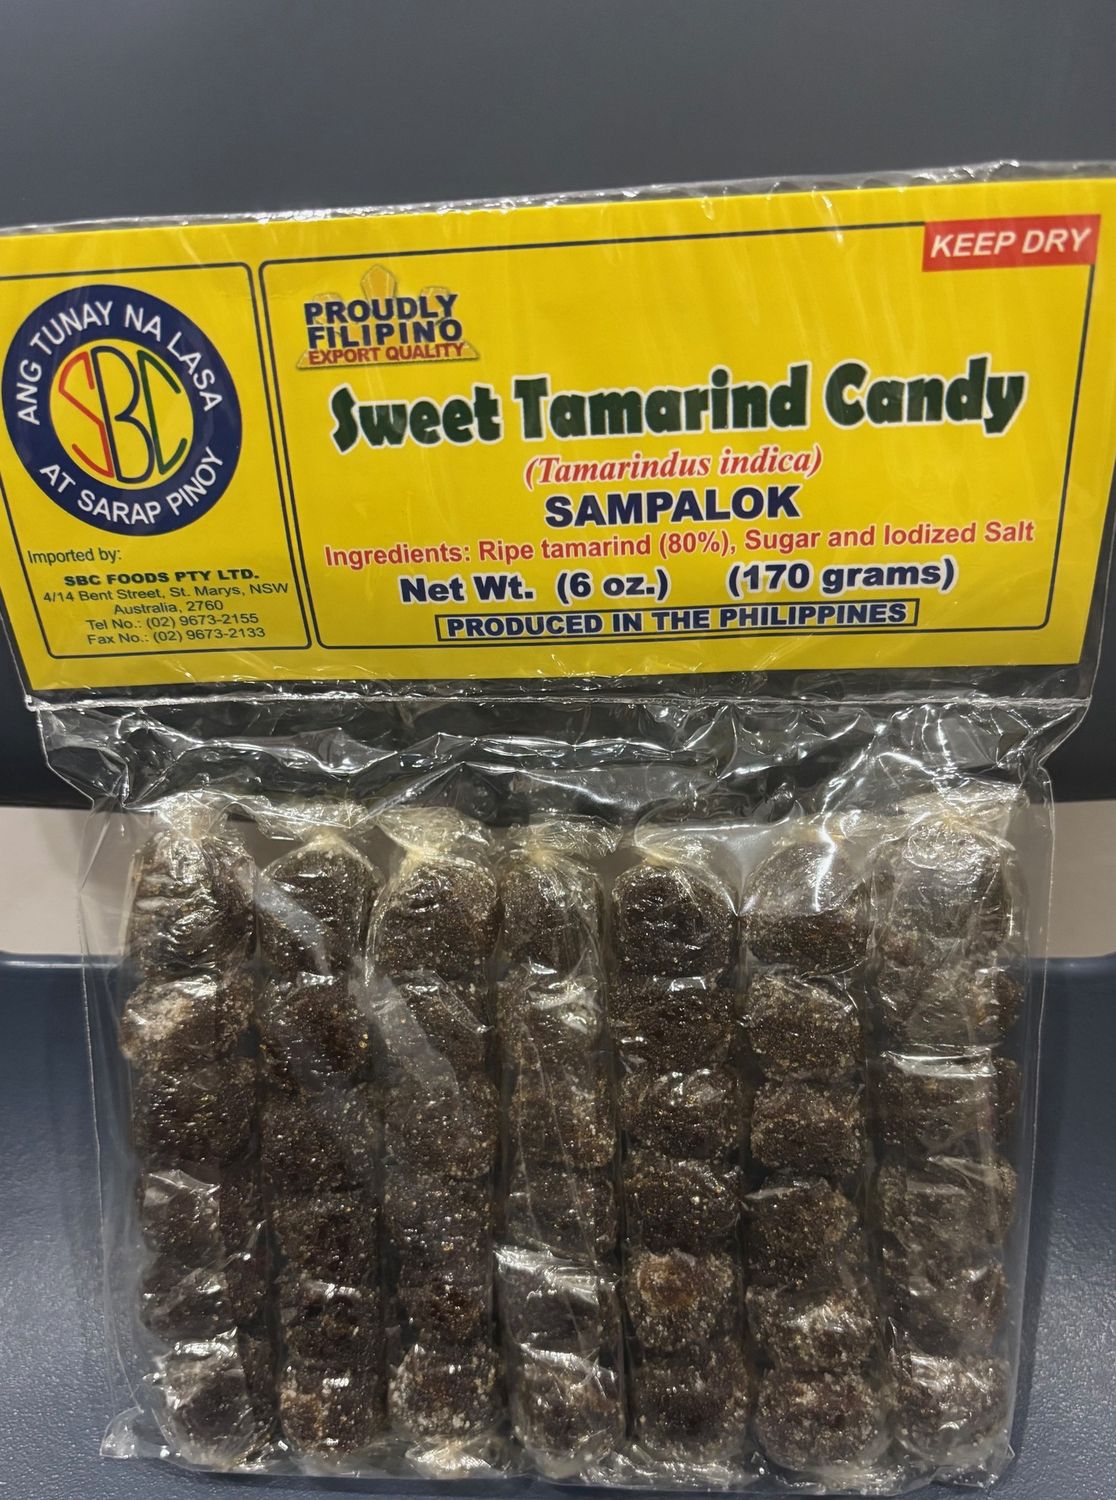 ANG TUNAY NA LASA
SBC
AT SARAP PINOY
Imported by:
SBC FOODS PTY LTD.
4/14 Bent Street, St. Marys, NSW
Australia, 2760
Tel No.: (02) 9673-2155
Fax No.: (02) 9673-2133
KEEP DRY
PROUDLY
FILIPINO
EXPORT QUALITY
Sweet Tamarind Candy
(Tamarindus indica)
SAMPALOK
Ingredients: Ripe tamarind (80%), Sugar and Iodized Salt
Net Wt. (6 oz.) (170 grams)
PRODUCED IN THE PHILIPPINES